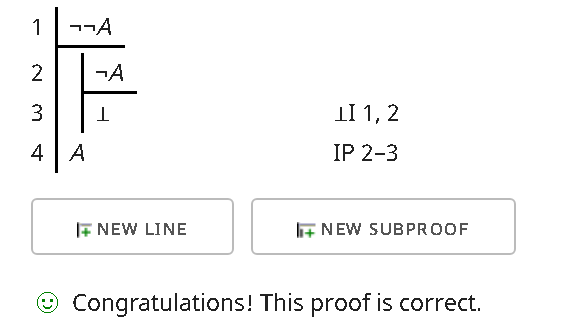 1 ¬¬A
2 ¬A
3 ⊥ ⊥I 1, 2
4 A IP 2–3
NEW LINE NEW SUBPROOF
Congratulations! This proof is correct.